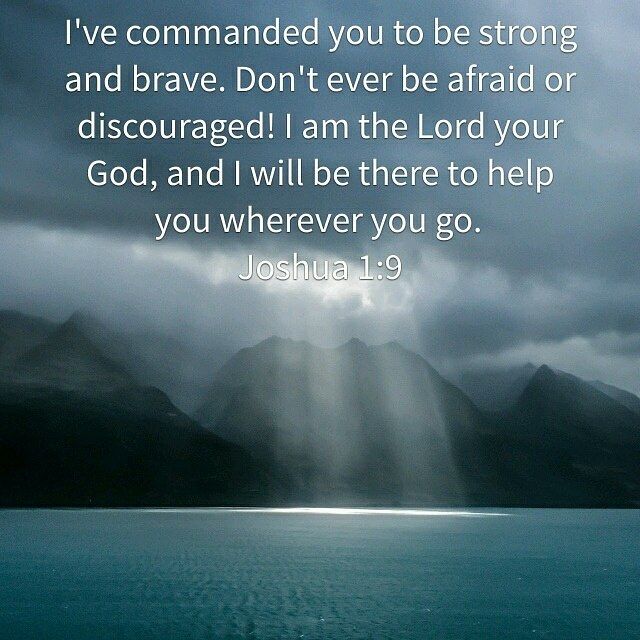 I've commanded you to be strong
and brave. Don't ever be afraid or
discouraged! I am the Lord your
God, and I will be there to help
you wherever you go.
Joshua 1:9